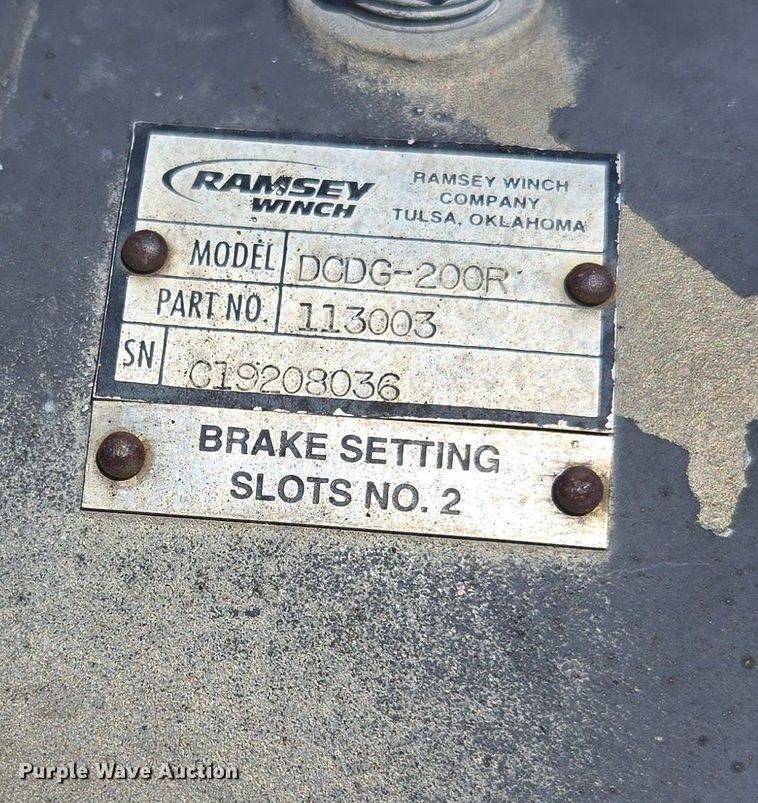 RAMSEY
WINCH
RAMSEY WINCH
COMPANY
TULSA, OKLAHOMA
MODEL DCDG-200R
PART NO. 113003
SN C19208036
BRAKE SETTING
SLOTS NO. 2
Purple Wave Auction